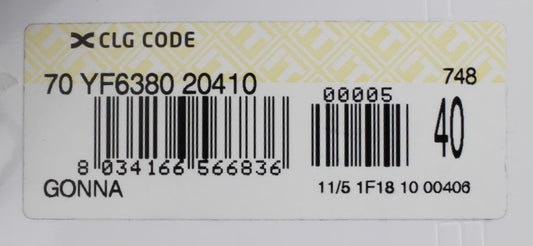 CLG CODE
70 YF6380 20410
748
00005
40
8 034166 566836
GONNA
11/5 1F18 10 00406